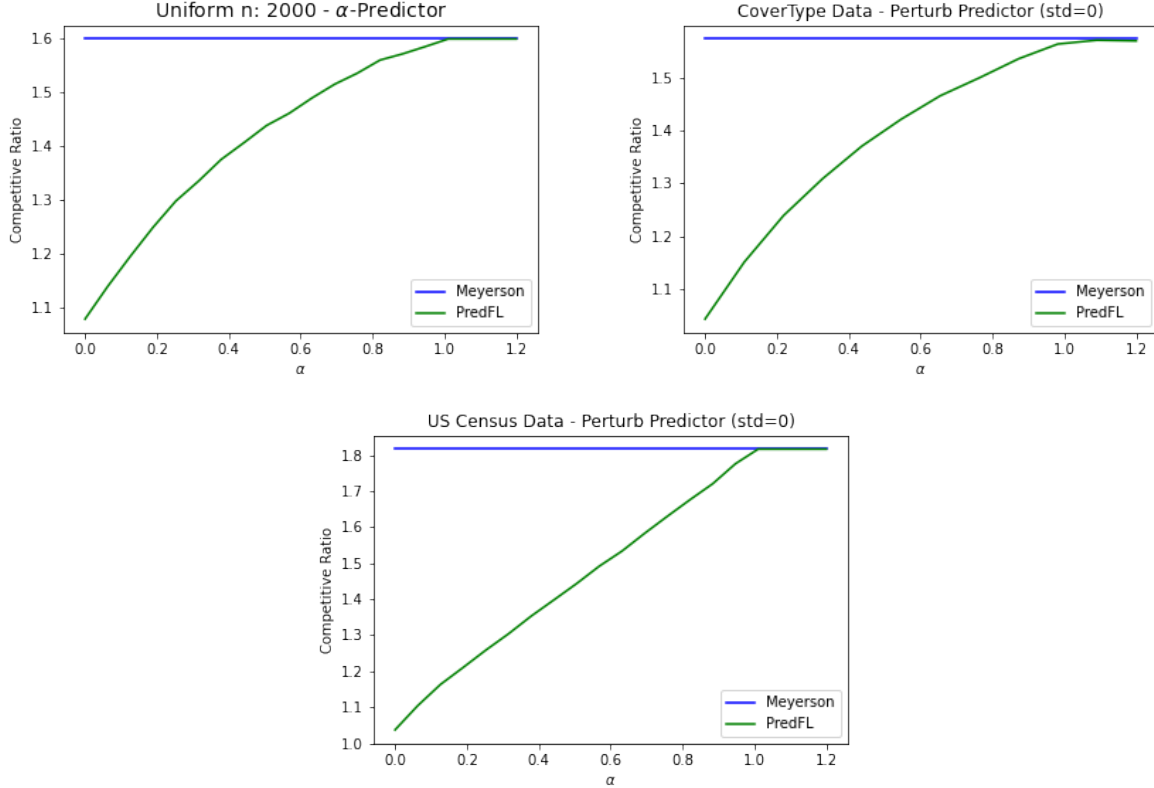 Uniform n: 2000 - α-Predictor
Competitive Ratio
1.6
1.5
1.4
1.3
1.2
1.1
0.0 0.2 0.4 0.6 0.8 1.0 1.2
α
Meyerson
PredFL
CoverType Data - Perturb Predictor (std=0)
Competitive Ratio
1.5
1.4
1.3
1.2
1.1
0.0 0.2 0.4 0.6 0.8 1.0 1.2
α
Meyerson
PredFL
US Census Data - Perturb Predictor (std=0)
Competitive Ratio
1.8
1.7
1.6
1.5
1.4
1.3
1.2
1.1
1.0
0.0 0.2 0.4 0.6 0.8 1.0 1.2
α
Meyerson
PredFL